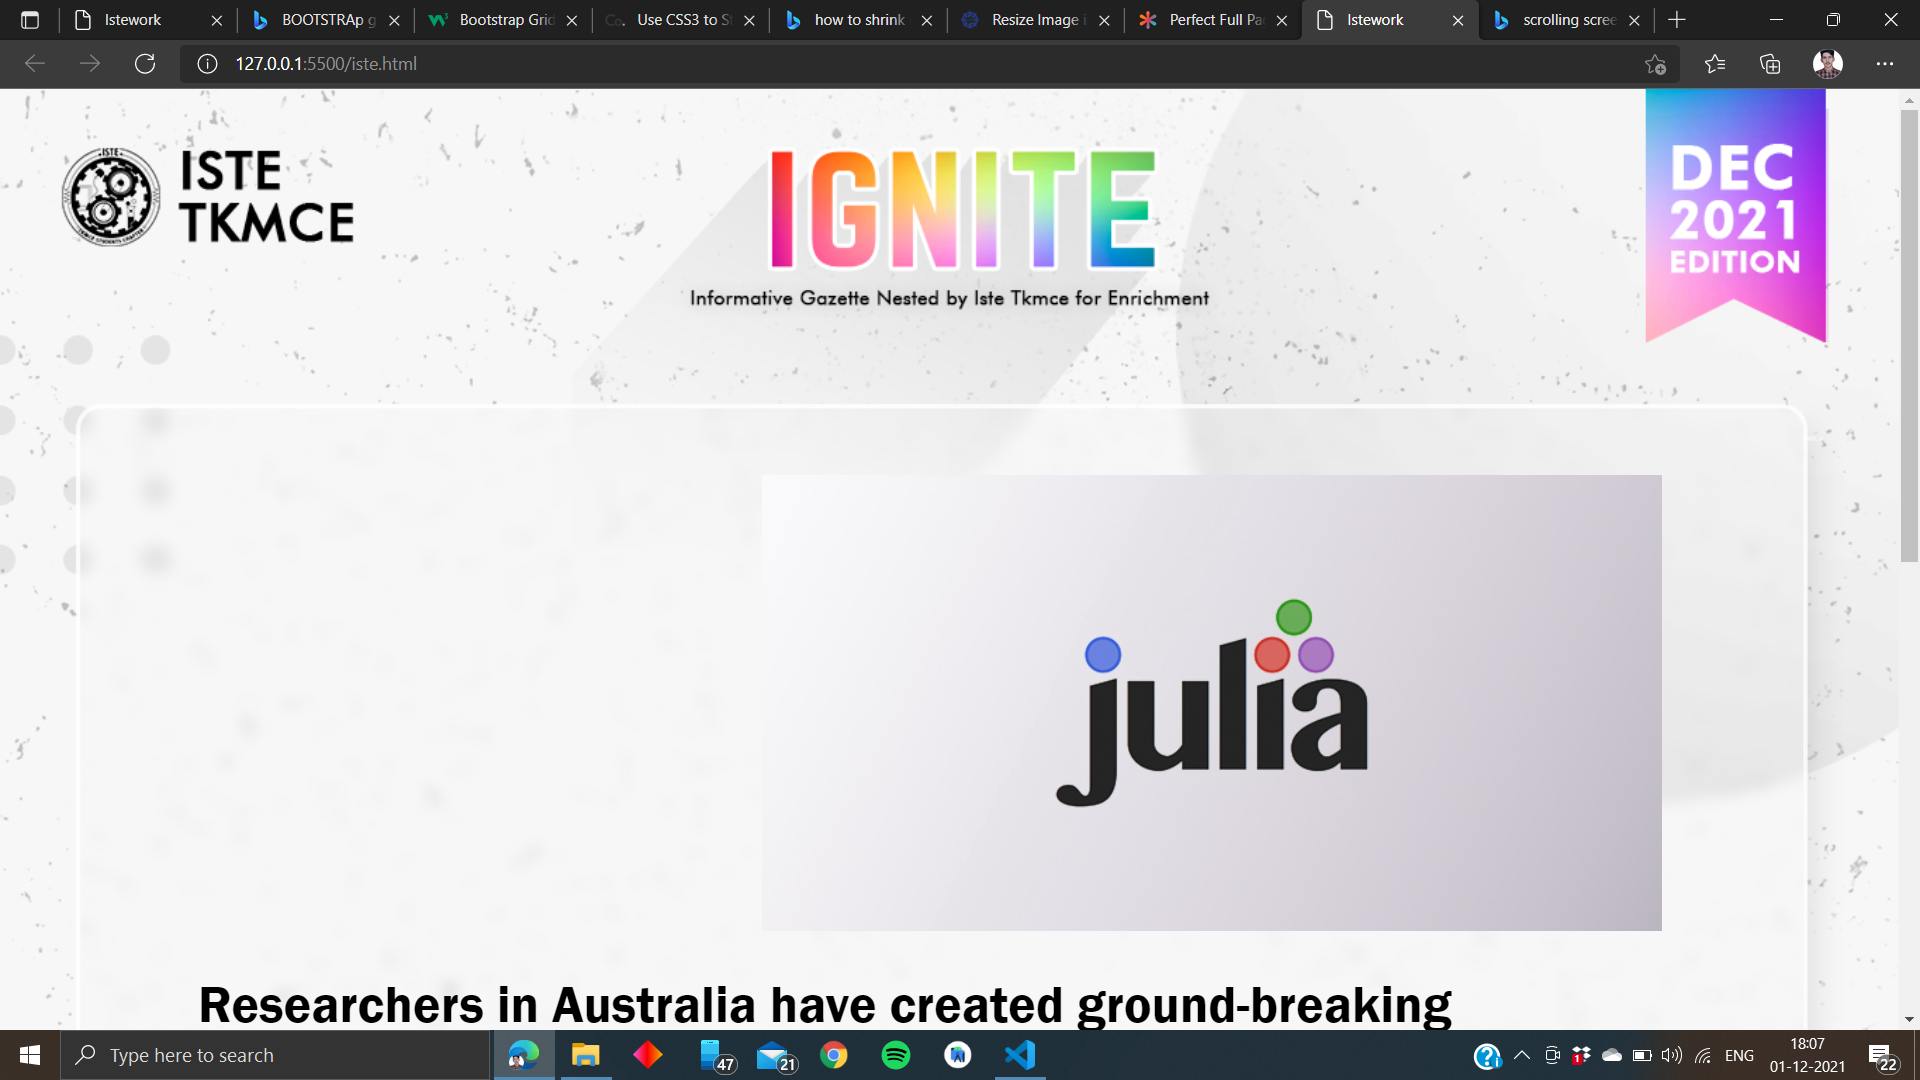 Istework
BOOTSTRAp g
Bootstrap Grid
Use CSS3 to St
how to shrink
Resize Image i
Perfect Full Pa
Istework
scrolling scree
127.0.0.1:5500/iste.html
ISTE
TKMCE
IGNITE
Informative Gazette Nested by Iste Tkmce for Enrichment
DEC
2021
EDITION
julia
Researchers in Australia have created ground-breaking
Type here to search
47
21
1
ENG
18:07
01-12-2021
22